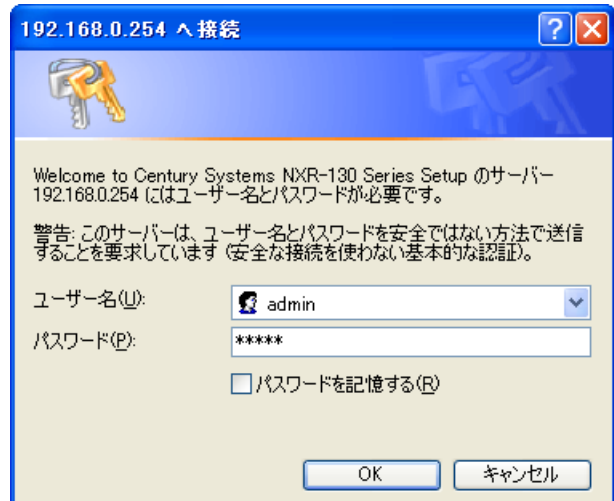 192.168.0.254 へ接続
Welcome to Century Systems NXR-130 Series Setup のサーバー
192.168.0.254 にはユーザー名とパスワードが必要です。
警告: このサーバーは、ユーザー名とパスワードを安全ではない方法で送信
することを要求しています (安全な接続を使わない基本的な認証)。
ユーザー名(U):
admin
パスワード(P):
*****
パスワードを記憶する(R)
OK
キャンセル